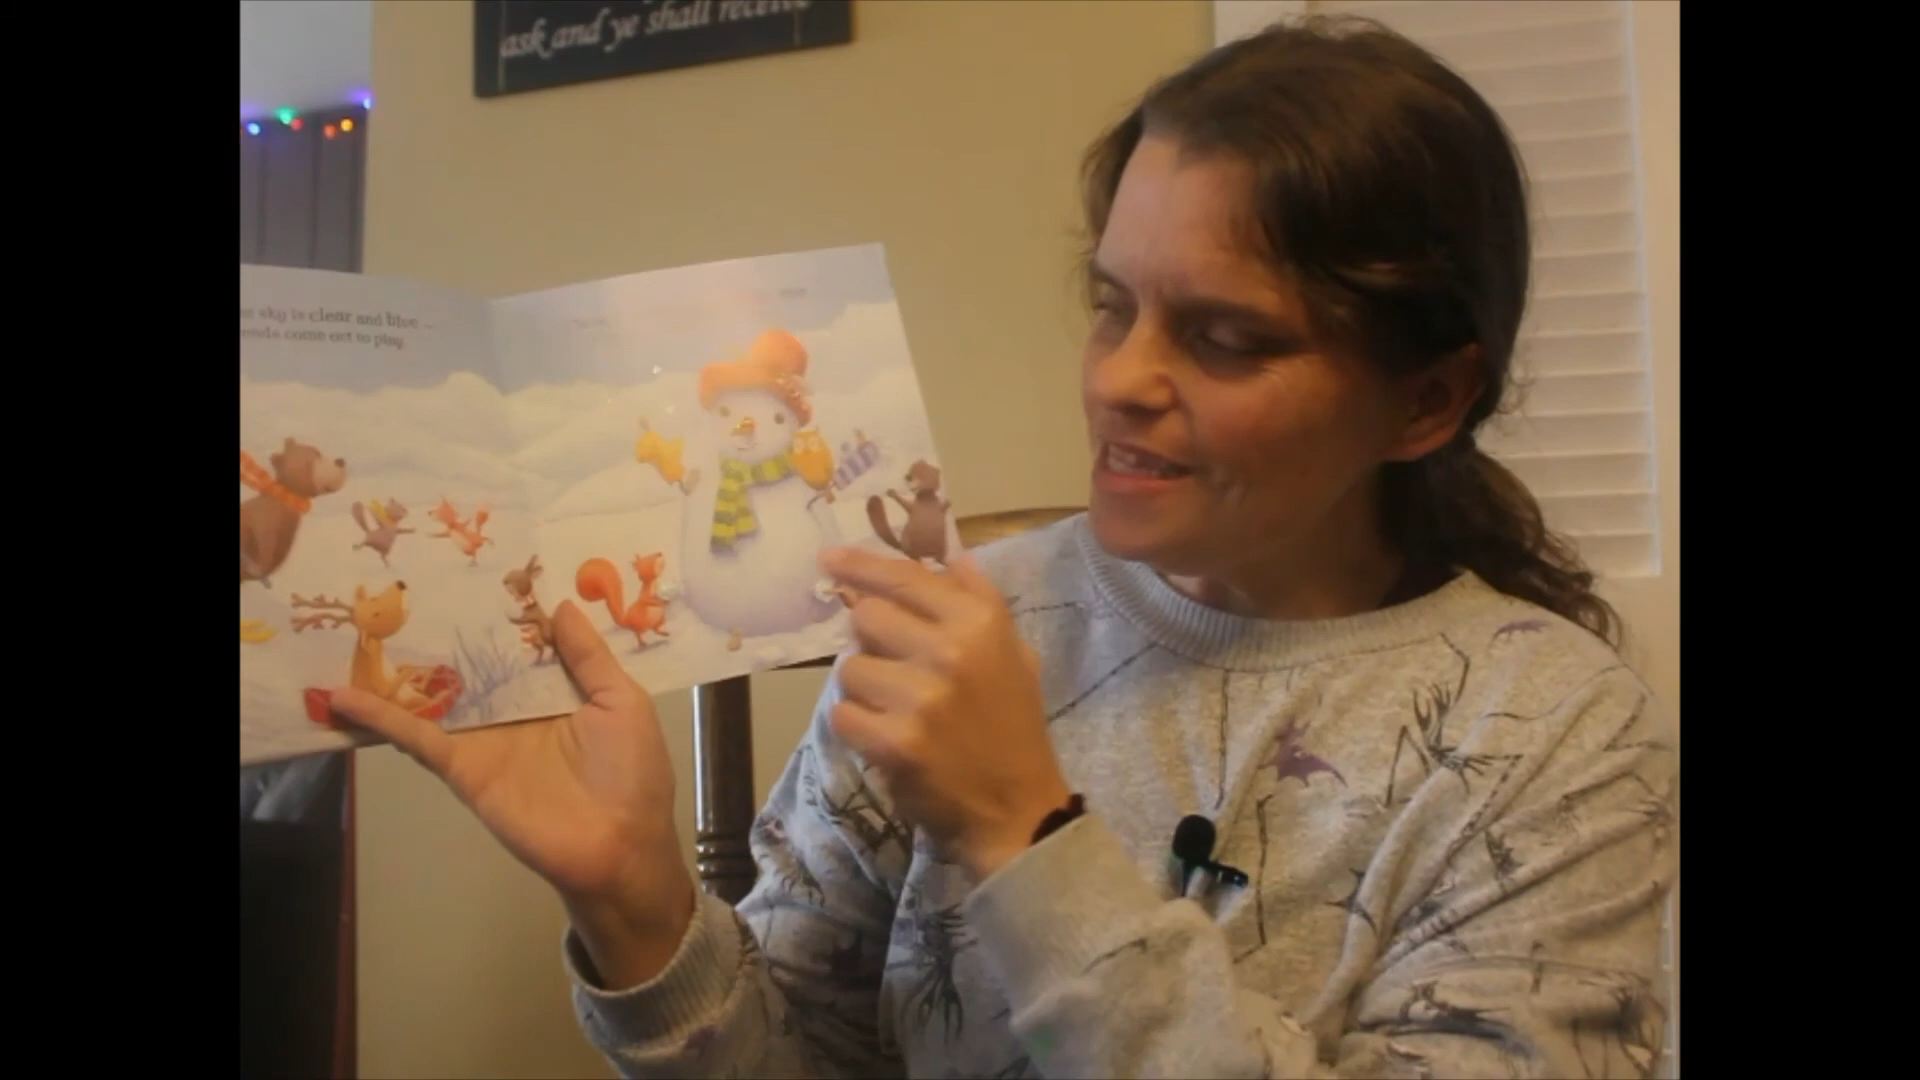 ask and ye shall receive
sky is clear and blue ...
come out to play.